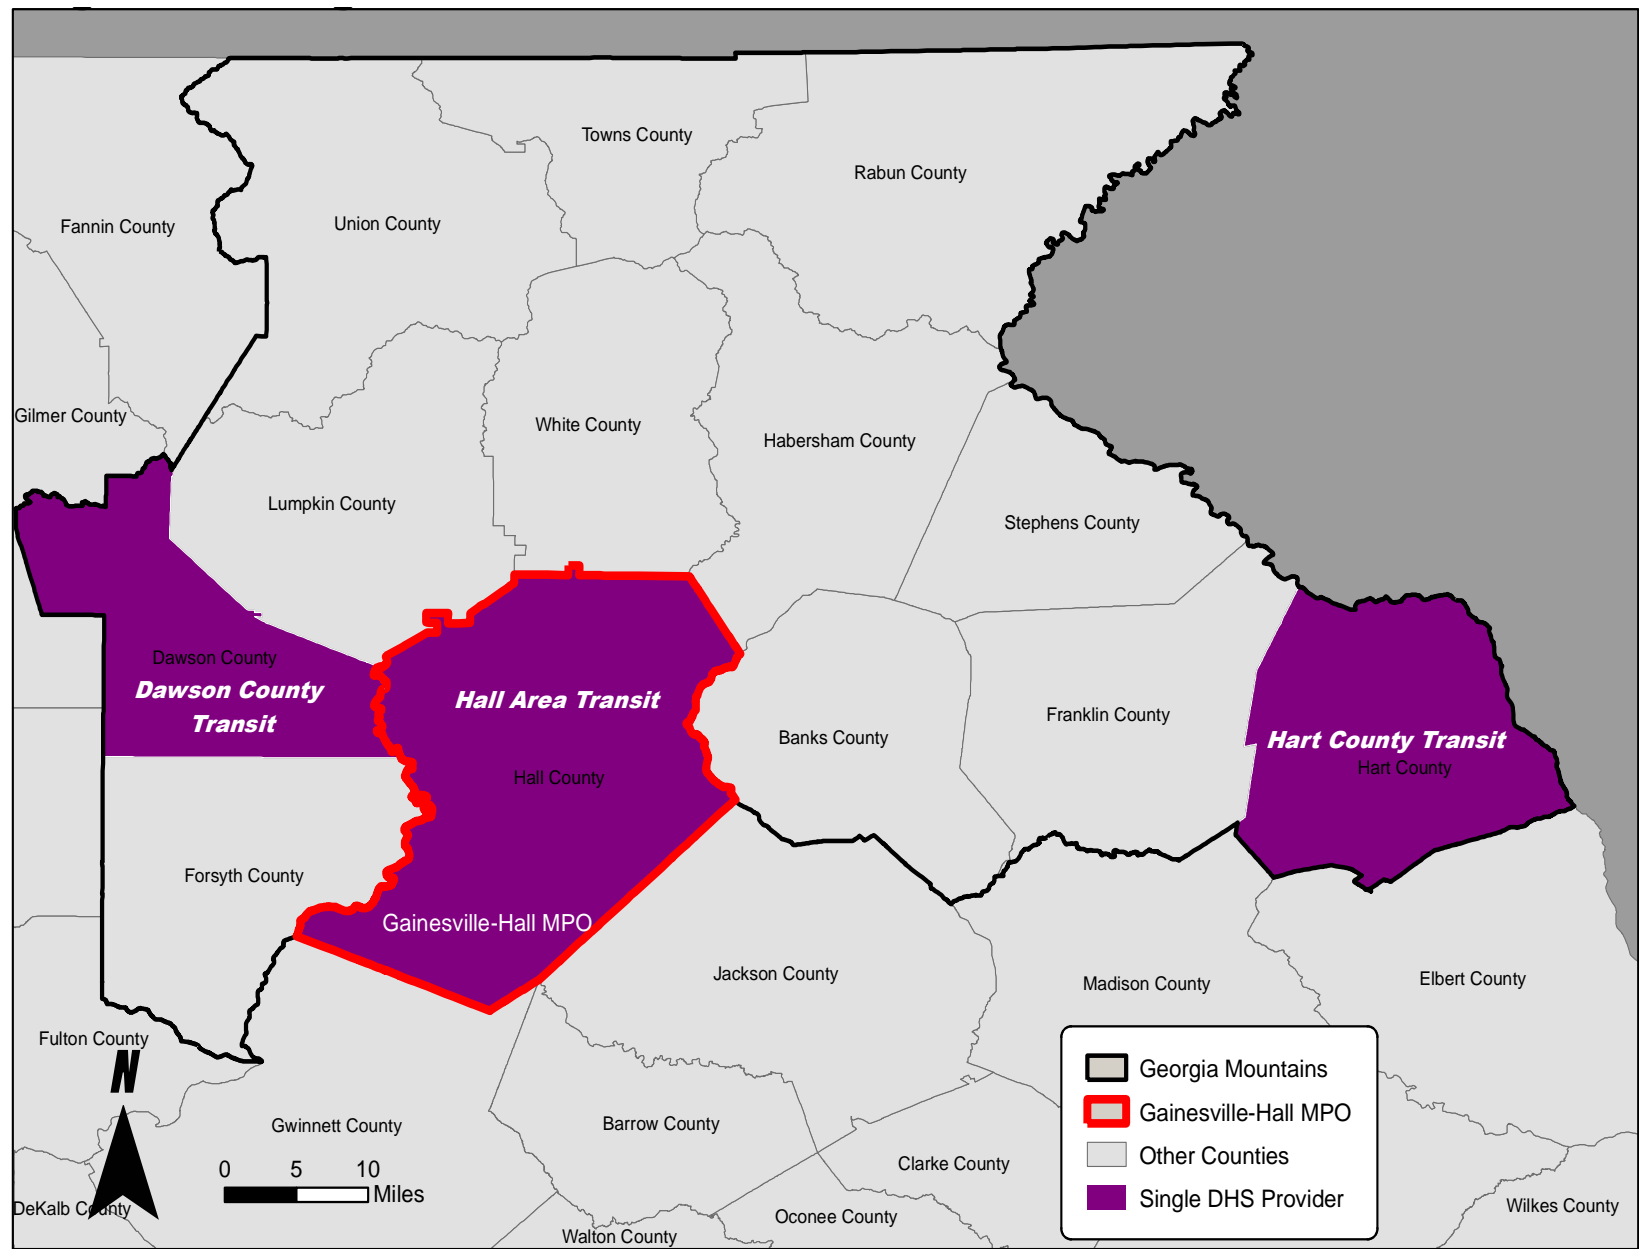 Towns County
Rabun County
Fannin County
Union County
Gilmer County
White County
Habersham County
Lumpkin County
Stephens County
Dawson County
Dawson County
Transit
Hall Area Transit
Franklin County
Banks County
Hart County Transit
Hart County
Hall County
Forsyth County
Gainesville-Hall MPO
Jackson County
Madison County
Elbert County
Fulton County
N
Gwinnett County
Barrow County
Clarke County
0 5 10
Miles
DeKalb County
Oconee County
Walton County
Wilkes County
Georgia Mountains
Gainesville-Hall MPO
Other Counties
Single DHS Provider